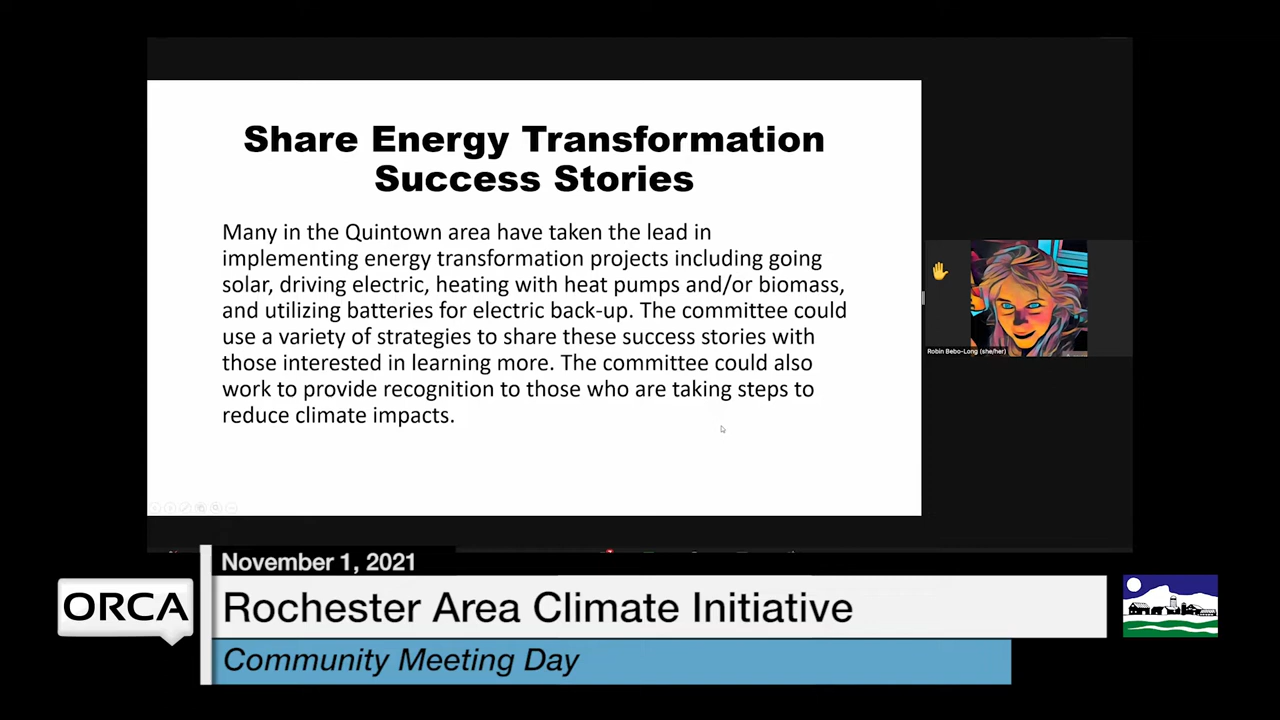 Share Energy Transformation
Success Stories
Many in the Quintown area have taken the lead in
implementing energy transformation projects including going
solar, driving electric, heating with heat pumps and/or biomass,
and utilizing batteries for electric back-up. The committee could
use a variety of strategies to share these success stories with
those interested in learning more. The committee could also
work to provide recognition to those who are taking steps to
reduce climate impacts.
Robin Bebo-Long (she/her)
November 1, 2021
ORCA
Rochester Area Climate Initiative
Community Meeting Day